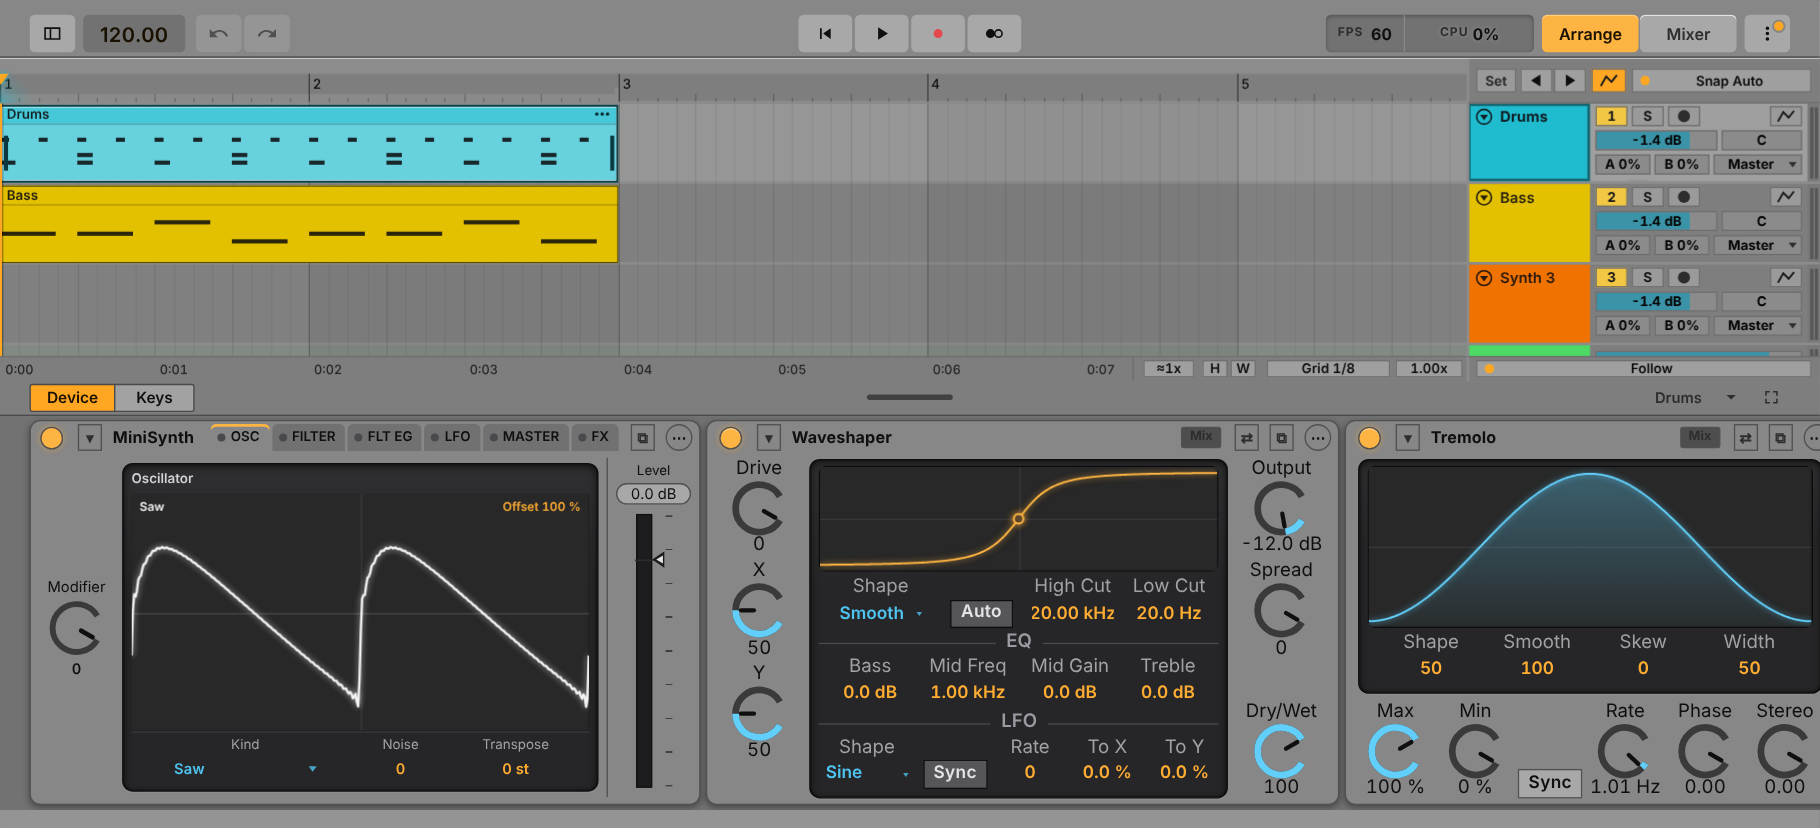 120.00 FPS 60 CPU 0% Arrange Mixer
1 2 3 4 5 Set Snap Auto
Drums
Drums 1 S
-1.4 dB C
A 0% B 0% Master
Bass
Bass 2 S
-1.4 dB C
A 0% B 0% Master
Synth 3 3 S
-1.4 dB C
A 0% B 0% Master
0:00 0:01 0:02 0:03 0:04 0:05 0:06 0:07 ≈1x H W Grid 1/8 1.00x Follow
Device Keys Drums
MiniSynth OSC FILTER FLT EG LFO MASTER FX
Modifier
0
Oscillator
Saw Offset 100 %
Kind Noise Transpose
Saw 0 0 st
Level
0.0 dB
Waveshaper Mix
Drive
0
X
50
Y
50
Shape High Cut Low Cut
Smooth Auto 20.00 kHz 20.0 Hz
EQ
Bass Mid Freq Mid Gain Treble
0.0 dB 1.00 kHz 0.0 dB 0.0 dB
LFO
Shape Rate To X To Y
Sine Sync 0 0.0 % 0.0 %
Output
-12.0 dB
Spread
0
Dry/Wet
100
Tremolo Mix
Shape Smooth Skew Width
50 100 0 50
Max Min Rate Phase Stereo
100 % 0 % Sync 1.01 Hz 0.00 0.00